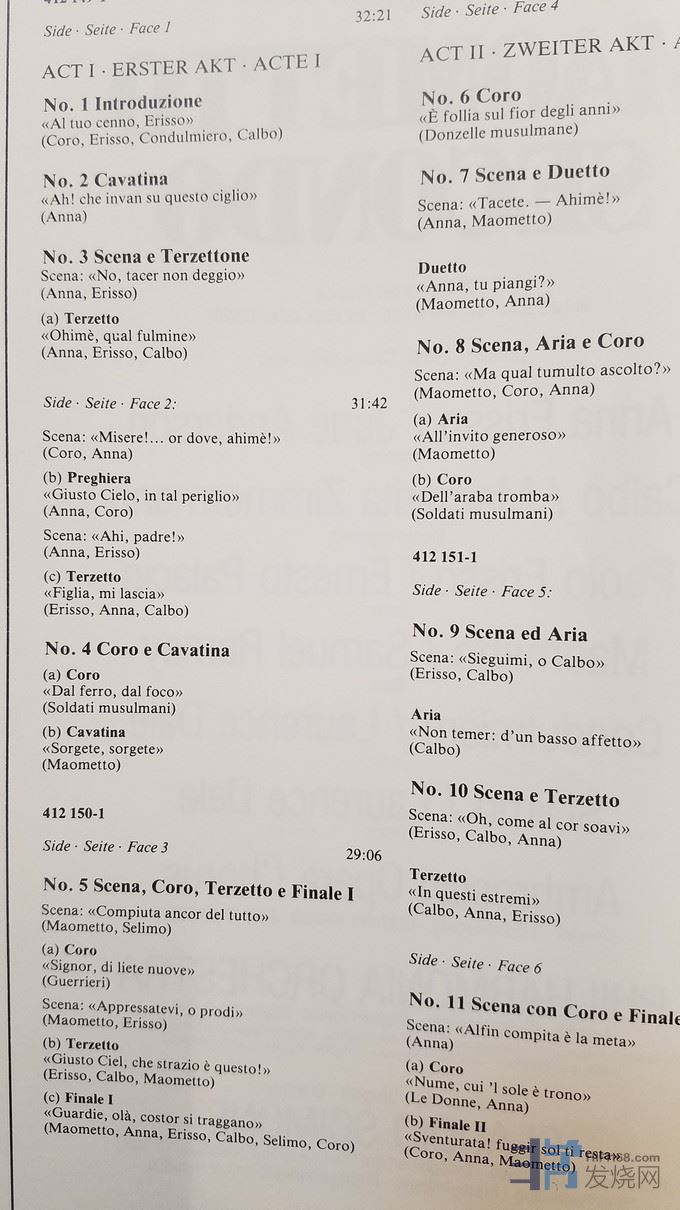 Side · Seite · Face 1
32:21
ACT I · ERSTER AKT · ACTE I
No. 1 Introduzione
«Al tuo cenno, Erisso»
(Coro, Erisso, Condulmiero, Calbo)
No. 2 Cavatina
«Ah! che invan su questo ciglio»
(Anna)
No. 3 Scena e Terzettone
Scena: «No, tacer non deggio»
(Anna, Erisso)
(a) Terzetto
«Ohimè, qual fulmine»
(Anna, Erisso, Calbo)
Side · Seite · Face 2:
31:42
Scena: «Misere!... or dove, ahimè!»
(Coro, Anna)
(b) Preghiera
«Giusto Cielo, in tal periglio»
(Anna, Coro)
Scena: «Ahi, padre!»
(Anna, Erisso)
(c) Terzetto
«Figlia, mi lascia»
(Erisso, Anna, Calbo)
No. 4 Coro e Cavatina
(a) Coro
«Dal ferro, dal foco»
(Soldati musulmani)
(b) Cavatina
«Sorgete, sorgete»
(Maometto)
412 150-1
Side · Seite · Face 3
29:06
No. 5 Scena, Coro, Terzetto e Finale I
Scena: «Compiuta ancor del tutto»
(Maometto, Selimo)
(a) Coro
«Signor, di liete nuove»
(Guerrieri)
Scena: «Appressatevi, o prodi»
(Maometto, Erisso)
(b) Terzetto
«Giusto Ciel, che strazio è questo!»
(Erisso, Calbo, Maometto)
(c) Finale I
«Guardie, olà, costor si traggano»
(Maometto, Anna, Erisso, Calbo, Selimo, Coro)
Side · Seite · Face 4
ACT II · ZWEITER AKT ·
No. 6 Coro
«È follia sul fior degli anni»
(Donzelle musulmane)
No. 7 Scena e Duetto
Scena: «Tacete. — Ahimè!»
(Anna, Maometto)
Duetto
«Anna, tu piangi?»
(Maometto, Anna)
No. 8 Scena, Aria e Coro
Scena: «Ma qual tumulto ascolto?»
(Maometto, Coro, Anna)
(a) Aria
«All'invito generoso»
(Maometto)
(b) Coro
«Dell'araba tromba»
(Soldati musulmani)
412 151-1
Side · Seite · Face 5:
No. 9 Scena ed Aria
Scena: «Sieguimi, o Calbo»
(Erisso, Calbo)
Aria
«Non temer: d'un basso affetto»
(Calbo)
No. 10 Scena e Terzetto
Scena: «Oh, come al cor soavi»
(Erisso, Calbo, Anna)
Terzetto
«In questi estremi»
(Calbo, Anna, Erisso)
Side · Seite · Face 6
No. 11 Scena con Coro e Finale
Scena: «Alfin compita è la meta»
(Anna)
(a) Coro
«Nume, cui 'l sole è trono»
(Le Donne, Anna)
(b) Finale II
«Sventurata! fuggir sol ti resta»
(Coro, Anna, Maometto)
发烧网